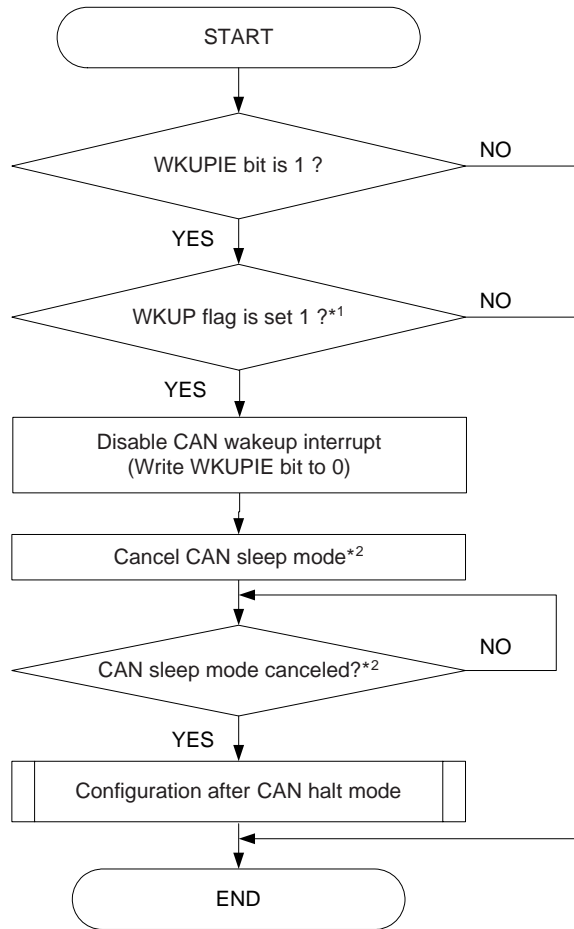 START
WKUPIE bit is 1 ?
NO
YES
WKUP flag is set 1 ?*1
NO
YES
Disable CAN wakeup interrupt
(Write WKUPIE bit to 0)
Cancel CAN sleep mode*2
CAN sleep mode canceled?*2
NO
YES
Configuration after CAN halt mode
END